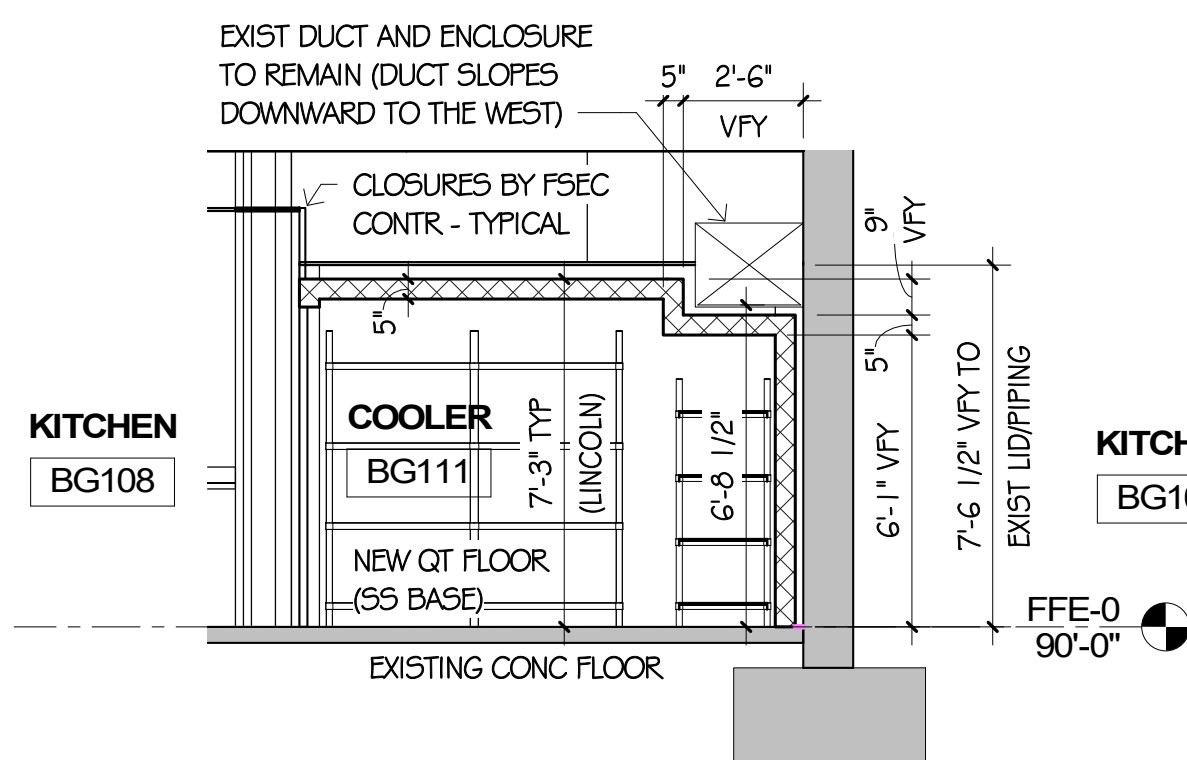 EXIST DUCT AND ENCLOSURE
TO REMAIN (DUCT SLOPES
DOWNWARD TO THE WEST)
5" 2'-6"
VFY
CLOSURES BY FSEC
CONTR - TYPICAL
9"
VFY
5"
5"
KITCHEN
BG108
COOLER
BG111
7'-3" TYP
(LINCOLN)
6'-8 1/2"
6'-1" VFY
7'-6 1/2" VFY TO
EXIST LID/PIPING
KITCH
BG10
NEW QT FLOOR
(SS BASE)
FFE-0
90'-0"
EXISTING CONC FLOOR